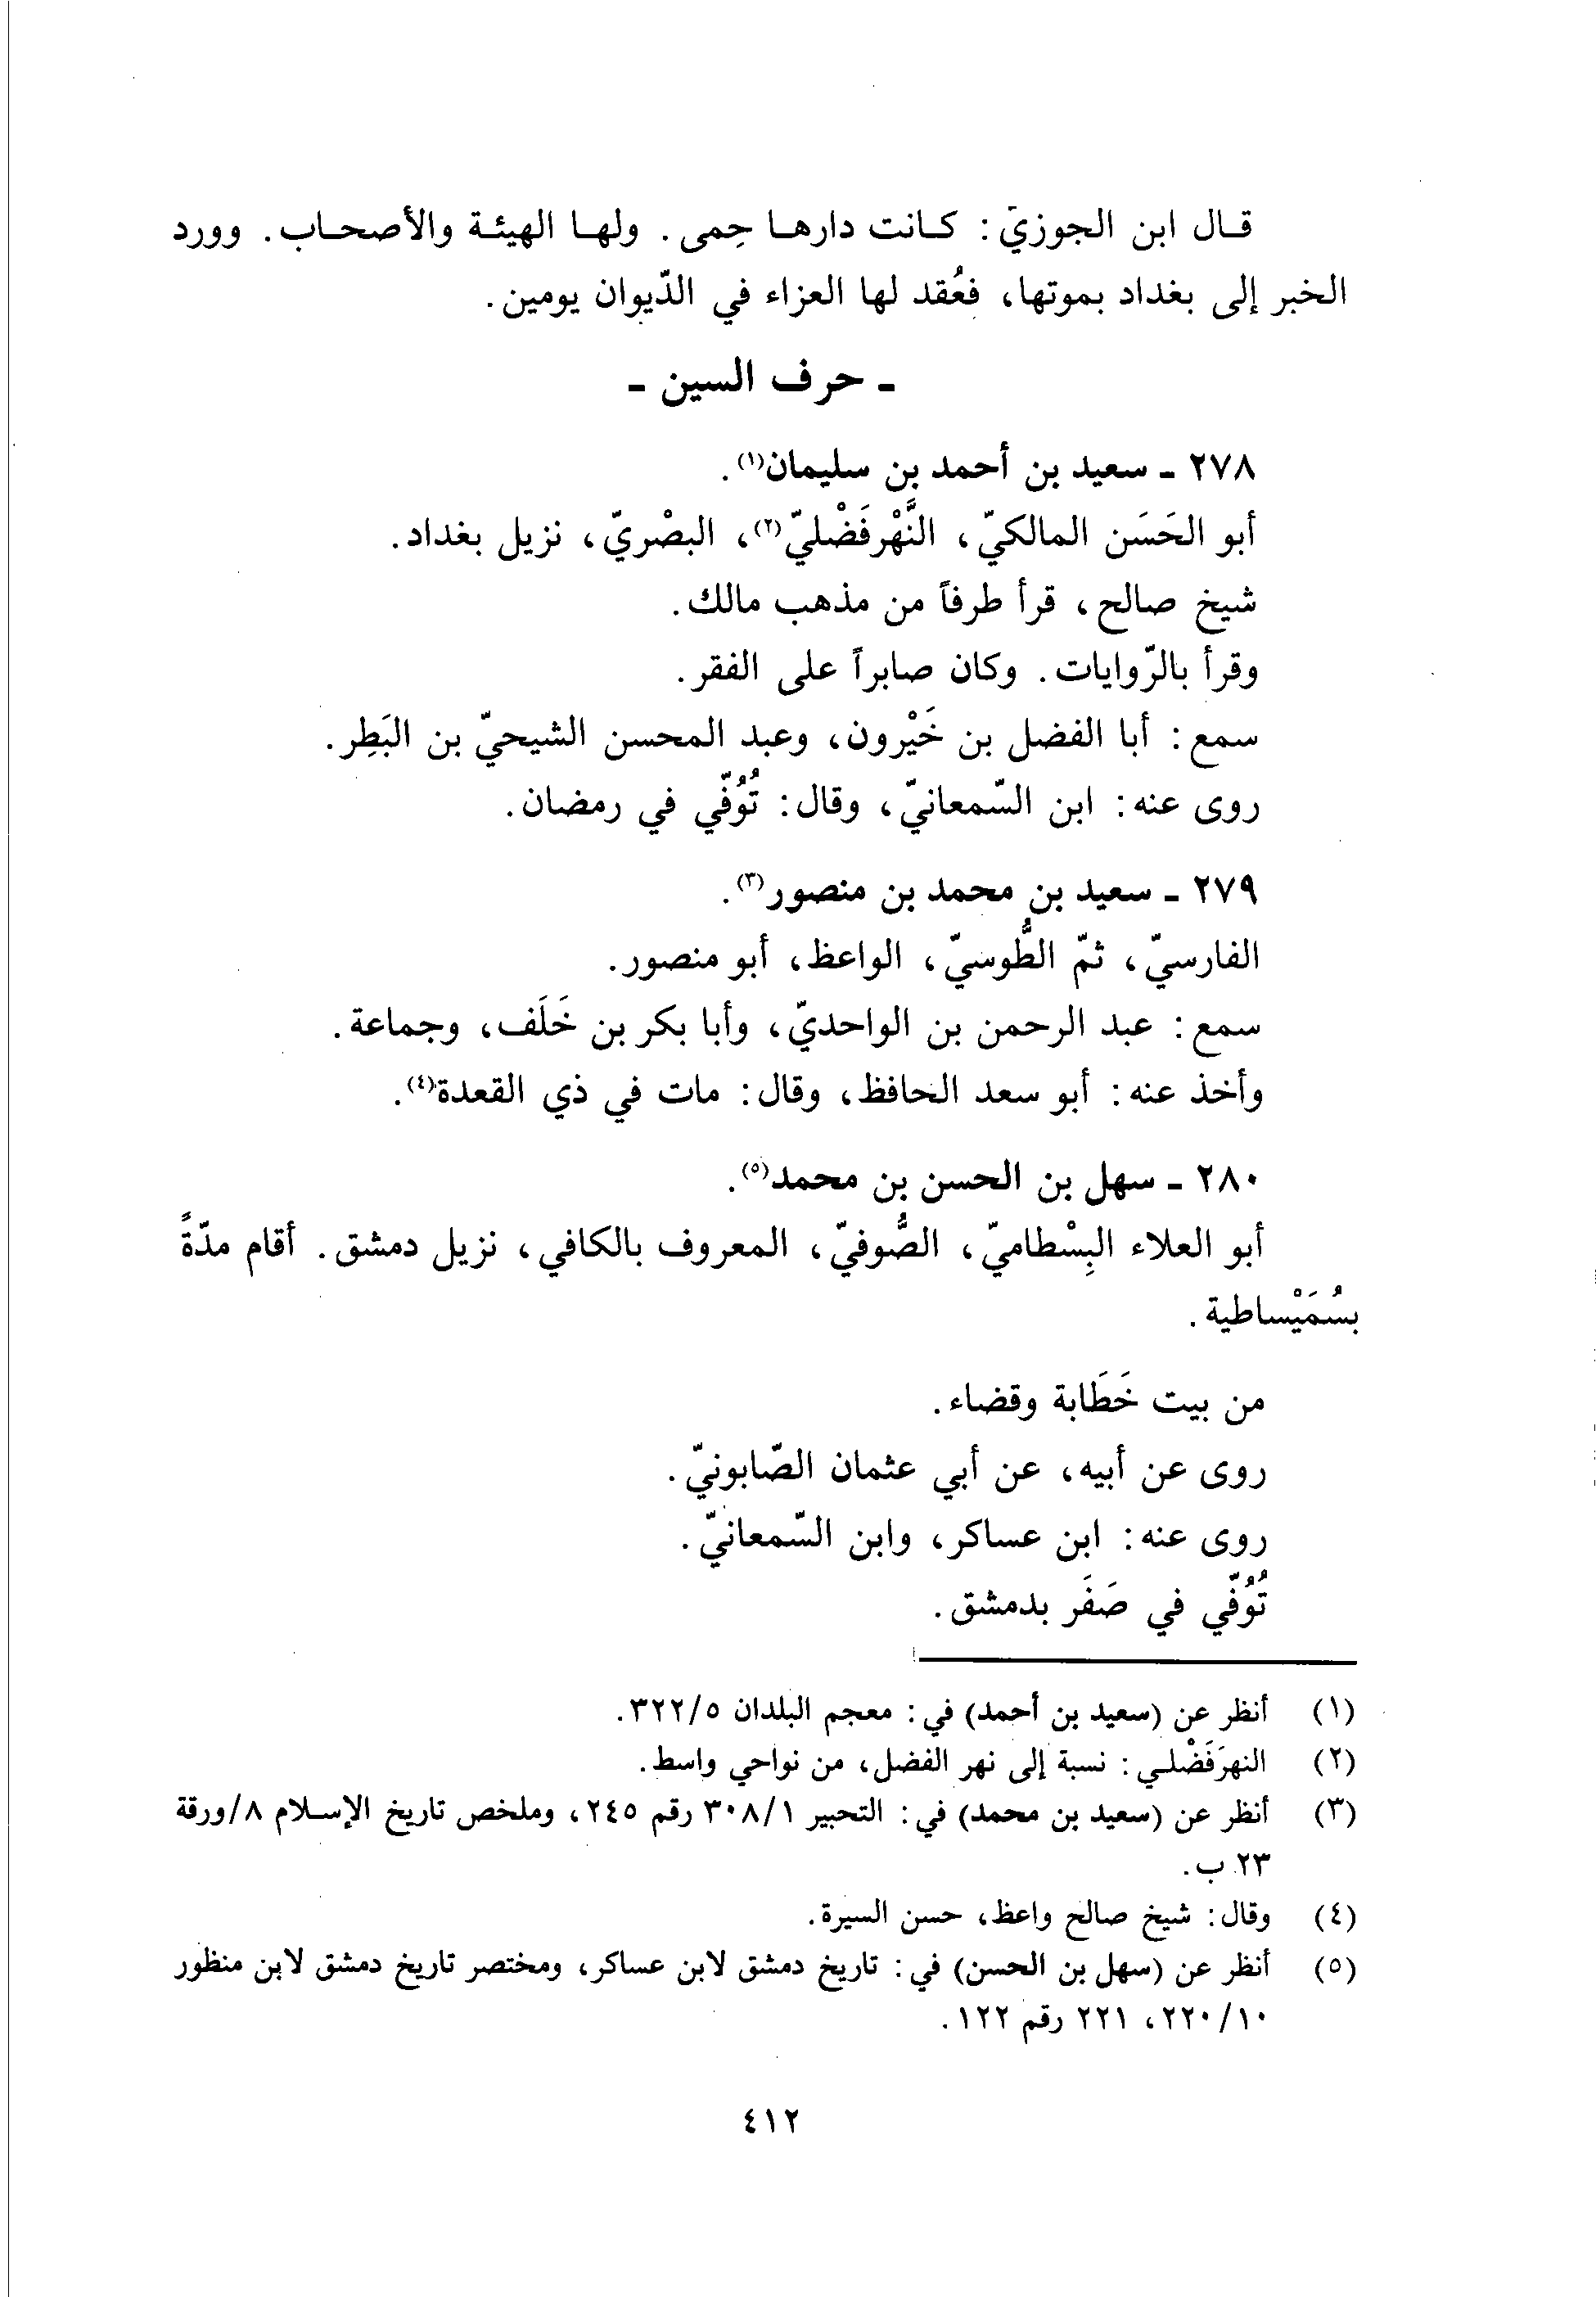 قال ابن الجوزيّ: كانت دارها حِمى. ولها الهيئة والأصحاب. وورد
الخبر إلى بغداد بموتها، فعُقد لها العزاء في الدّيوان يومين.
ـ حرف السين ـ
٢٧٨ ـ سعيد بن أحمد بن سليمان(١).
أبو الحَسَن المالكيّ، النَّهْرفَضْليّ(٢)، البصْريّ، نزيل بغداد.
شيخ صالح، قرأ طرفاً من مذهب مالك.
وقرأ بالرّوايات. وكان صابراً على الفقر.
سمع: أبا الفضل بن خَيْرون، وعبد المحسن الشيحيّ بن البَطِر.
روى عنه: ابن السّمعانيّ، وقال: تُوُفّي في رمضان.
٢٧٩ ـ سعيد بن محمد بن منصور(٣).
الفارسيّ، ثمّ الطُّوسيّ، الواعظ، أبو منصور.
سمع: عبد الرحمن بن الواحديّ، وأبا بكر بن خَلَف، وجماعة.
وأخذ عنه: أبو سعد الحافظ، وقال: مات في ذي القعدة(٤).
٢٨٠ ـ سهل بن الحسن بن محمد(٥).
أبو العلاء البِسْطاميّ، الصُّوفيّ، المعروف بالكافي، نزيل دمشق. أقام مدّةً
بسُمَيْساطية.
من بيت خَطَابة وقضاء.
روى عن أبيه، عن أبي عثمان الصّابونيّ.
روى عنه: ابن عساكر، وابن السّمعانيّ.
تُوُفّي في صَفَر بدمشق.
(١) أنظر عن (سعيد بن أحمد) في: معجم البلدان ٣٢٢/٥.
(٢) النهرَفَضْلي: نسبة إلى نهر الفضل، من نواحي واسط.
(٣) أنظر عن (سعيد بن محمد) في: التحبير ٣٠٨/١ رقم ٢٤٥، وملخص تاريخ الإسلام ٨/ورقة
٢٣ ب.
(٤) وقال: شيخ صالح واعظ، حسن السيرة.
(٥) أنظر عن (سهل بن الحسن) في: تاريخ دمشق لابن عساكر، ومختصر تاريخ دمشق لابن منظور
٢٢٠/١٠، ٢٢١ رقم ١٢٢.
٤١٢